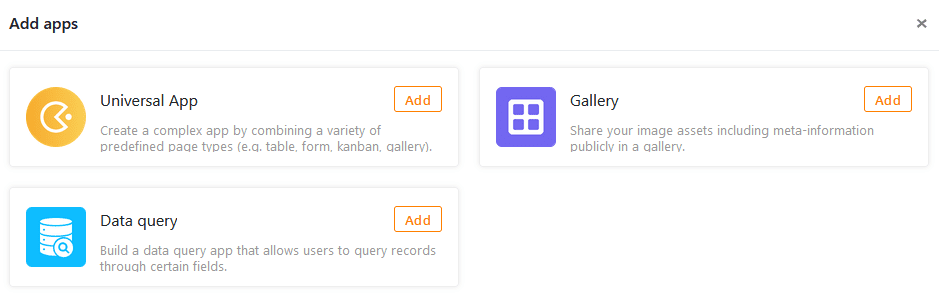 Add apps
×
Universal App
Add
Create a complex app by combining a variety of
predefined page types (e.g. table, form, kanban, gallery).
Gallery
Add
Share your image assets including meta-information
publicly in a gallery.
Data query
Add
Build a data query app that allows users to query records
through certain fields.